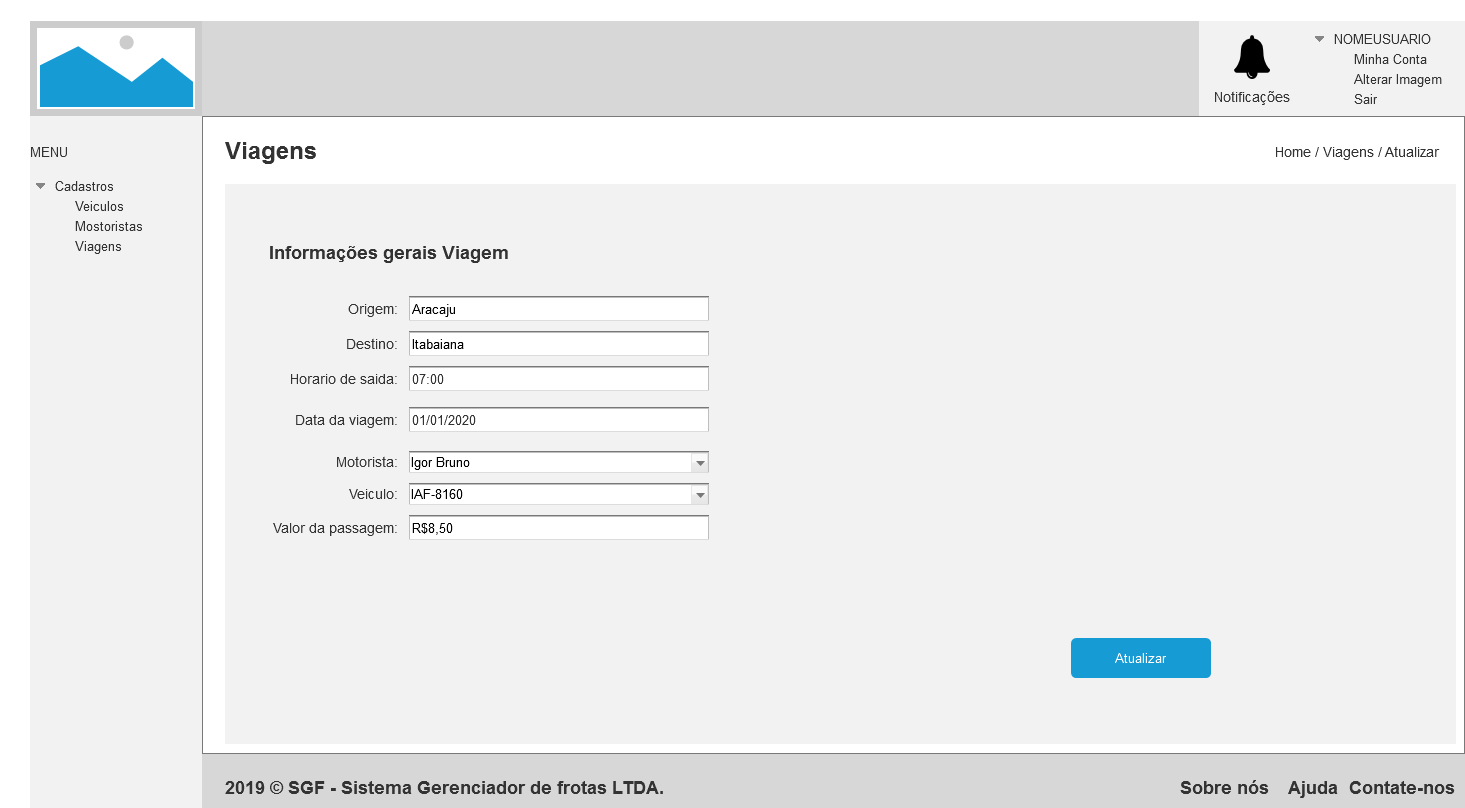 Notificações
NOMEUSUARIO
Minha Conta
Alterar Imagem
Sair
MENU
Cadastros
Veiculos
Mostoristas
Viagens
Viagens
Home / Viagens / Atualizar
Informações gerais Viagem
Origem: Aracaju
Destino: Itabaiana
Horario de saida: 07:00
Data da viagem: 01/01/2020
Motorista: Igor Bruno
Veiculo: IAF-8160
Valor da passagem: R$8,50
Atualizar
2019 © SGF - Sistema Gerenciador de frotas LTDA.
Sobre nós Ajuda Contate-nos